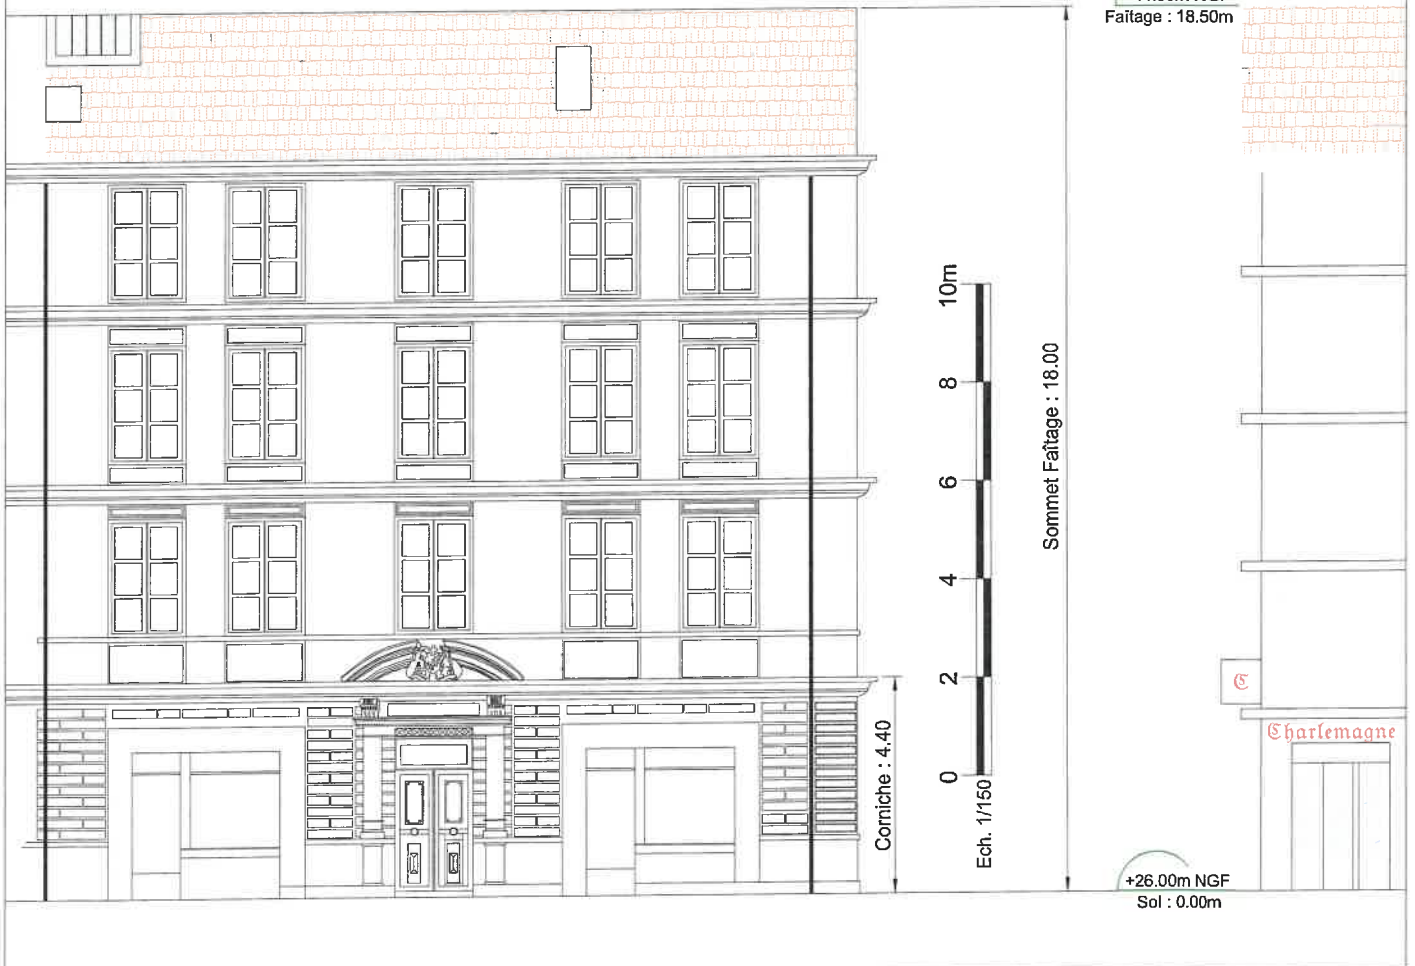 Faîtage : 18.50m
10m
8
6
4
2
0
Ech. 1/150
Sommet Faîtage : 18.00
Corniche : 4.40
C
Charlemagne
+26.00m NGF
Sol : 0.00m